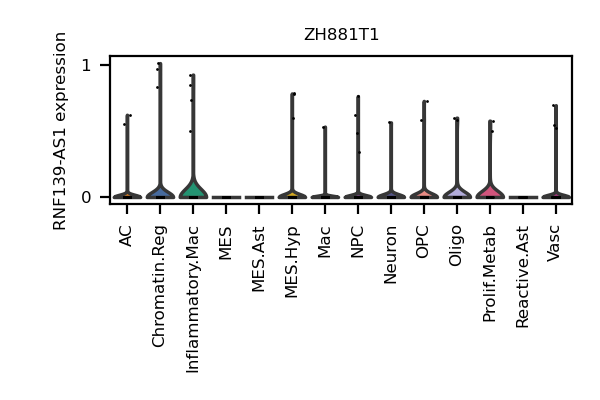 ZH881T1
RNF139-AS1 expression
1
0
AC
Chromatin.Reg
Inflammatory.Mac
MES
MES.Ast
MES.Hyp
Mac
NPC
Neuron
OPC
Oligo
Prolif.Metab
Reactive.Ast
Vasc